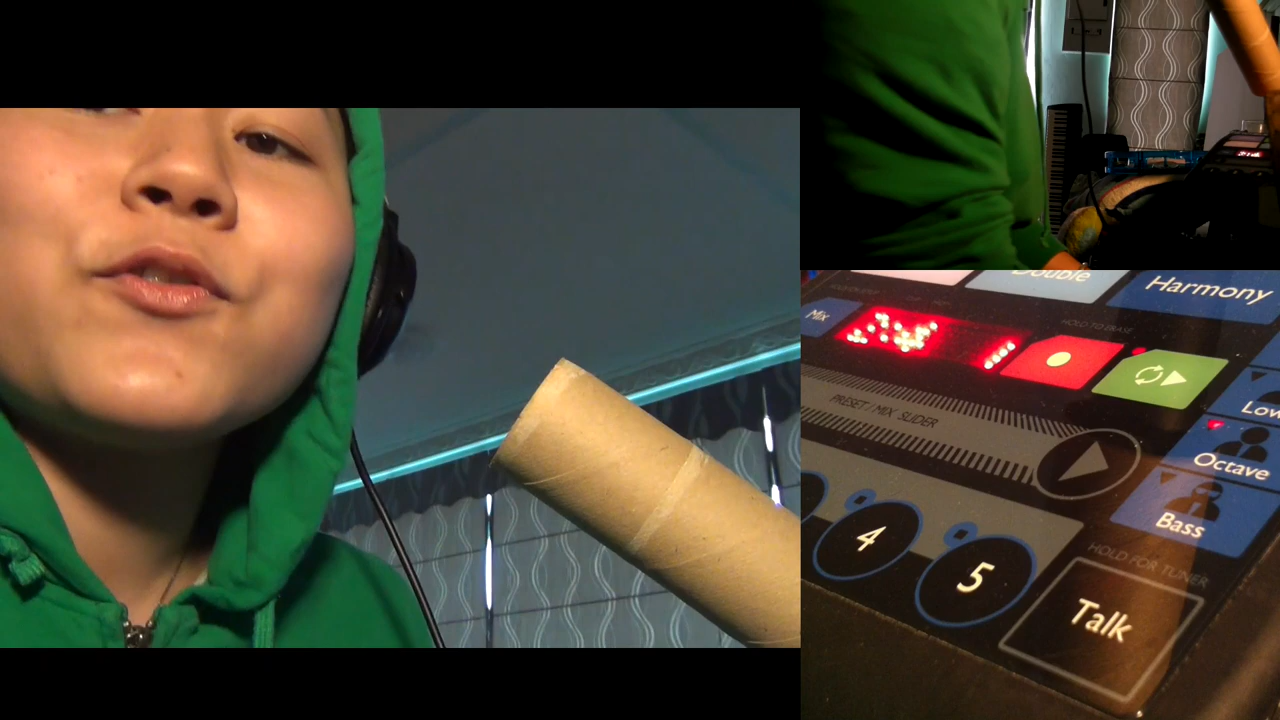 Double
Harmony
Mix
HOLD TO ERASE
PRESET / MIX SLIDER
Low
Octave
Bass
4
5
HOLD FOR TUNER
Talk